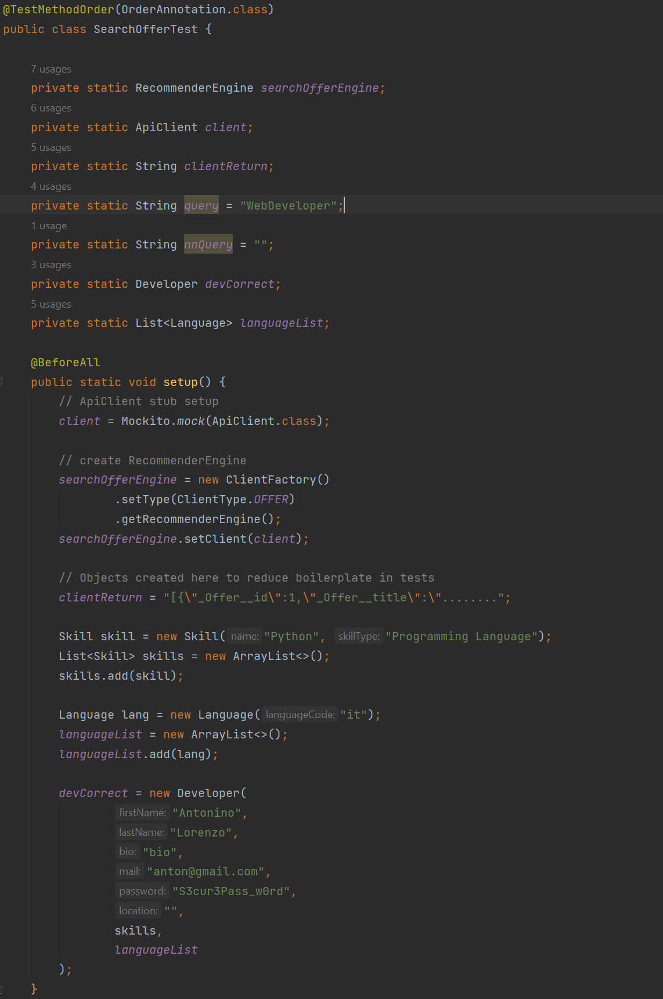 @TestMethodOrder(OrderAnnotation.class)
public class SearchOfferTest {
7 usages
private static RecommenderEngine searchOfferEngine;
6 usages
private static ApiClient client;
5 usages
private static String clientReturn;
4 usages
private static String query = "WebDeveloper";
1 usage
private static String nnQuery = "";
3 usages
private static Developer devCorrect;
5 usages
private static List<Language> languageList;
@BeforeAll
public static void setup() {
// ApiClient stub setup
client = Mockito.mock(ApiClient.class);
// create RecommenderEngine
searchOfferEngine = new ClientFactory()
.setType(ClientType.OFFER)
.getRecommenderEngine();
searchOfferEngine.setClient(client);
// Objects created here to reduce boilerplate in tests
clientReturn = "[{\"_Offer__id\":1,\"_Offer__title\":\"........";
Skill skill = new Skill( name: "Python", skillType: "Programming Language");
List<Skill> skills = new ArrayList<>();
skills.add(skill);
Language lang = new Language( languageCode: "it");
languageList = new ArrayList<>();
languageList.add(lang);
devCorrect = new Developer(
firstName: "Antonino",
lastName: "Lorenzo",
bio: "bio",
mail: "anton@gmail.com",
password: "S3cur3Pass_w0rd",
location: "",
skills,
languageList
);
}